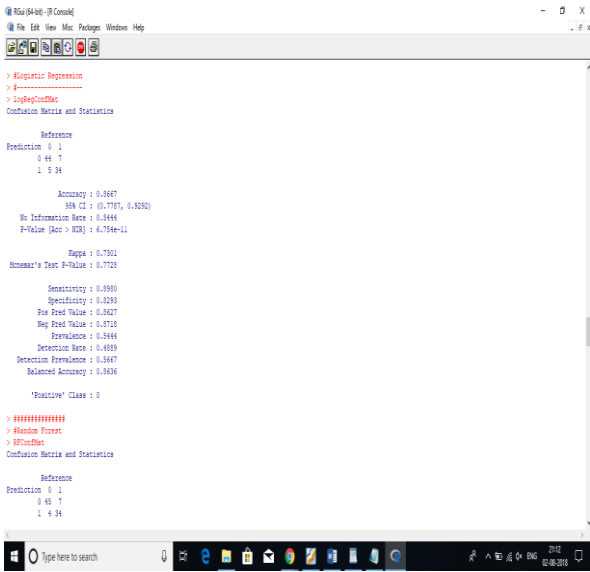 RGui (64-bit) - [R Console]
File Edit View Misc Packages Windows Help
> #Logistic Regression
> #-------------------
> logRegConfMat
Confusion Matrix and Statistics
Reference
Prediction 0 1
0 44 7
1 5 34
Accuracy : 0.8667
95% CI : (0.7787, 0.9292)
No Information Rate : 0.5444
P-Value [Acc > NIR] : 6.754e-11
Kappa : 0.7301
Mcnemar's Test P-Value : 0.7728
Sensitivity : 0.8980
Specificity : 0.8293
Pos Pred Value : 0.8627
Neg Pred Value : 0.8718
Prevalence : 0.5444
Detection Rate : 0.4889
Detection Prevalence : 0.5667
Balanced Accuracy : 0.8636
'Positive' Class : 0
> ##############
> #Random Forest
> RFConfMat
Confusion Matrix and Statistics
Reference
Prediction 0 1
0 45 7
1 4 34
Type here to search
ENG
21:12
02-08-2018